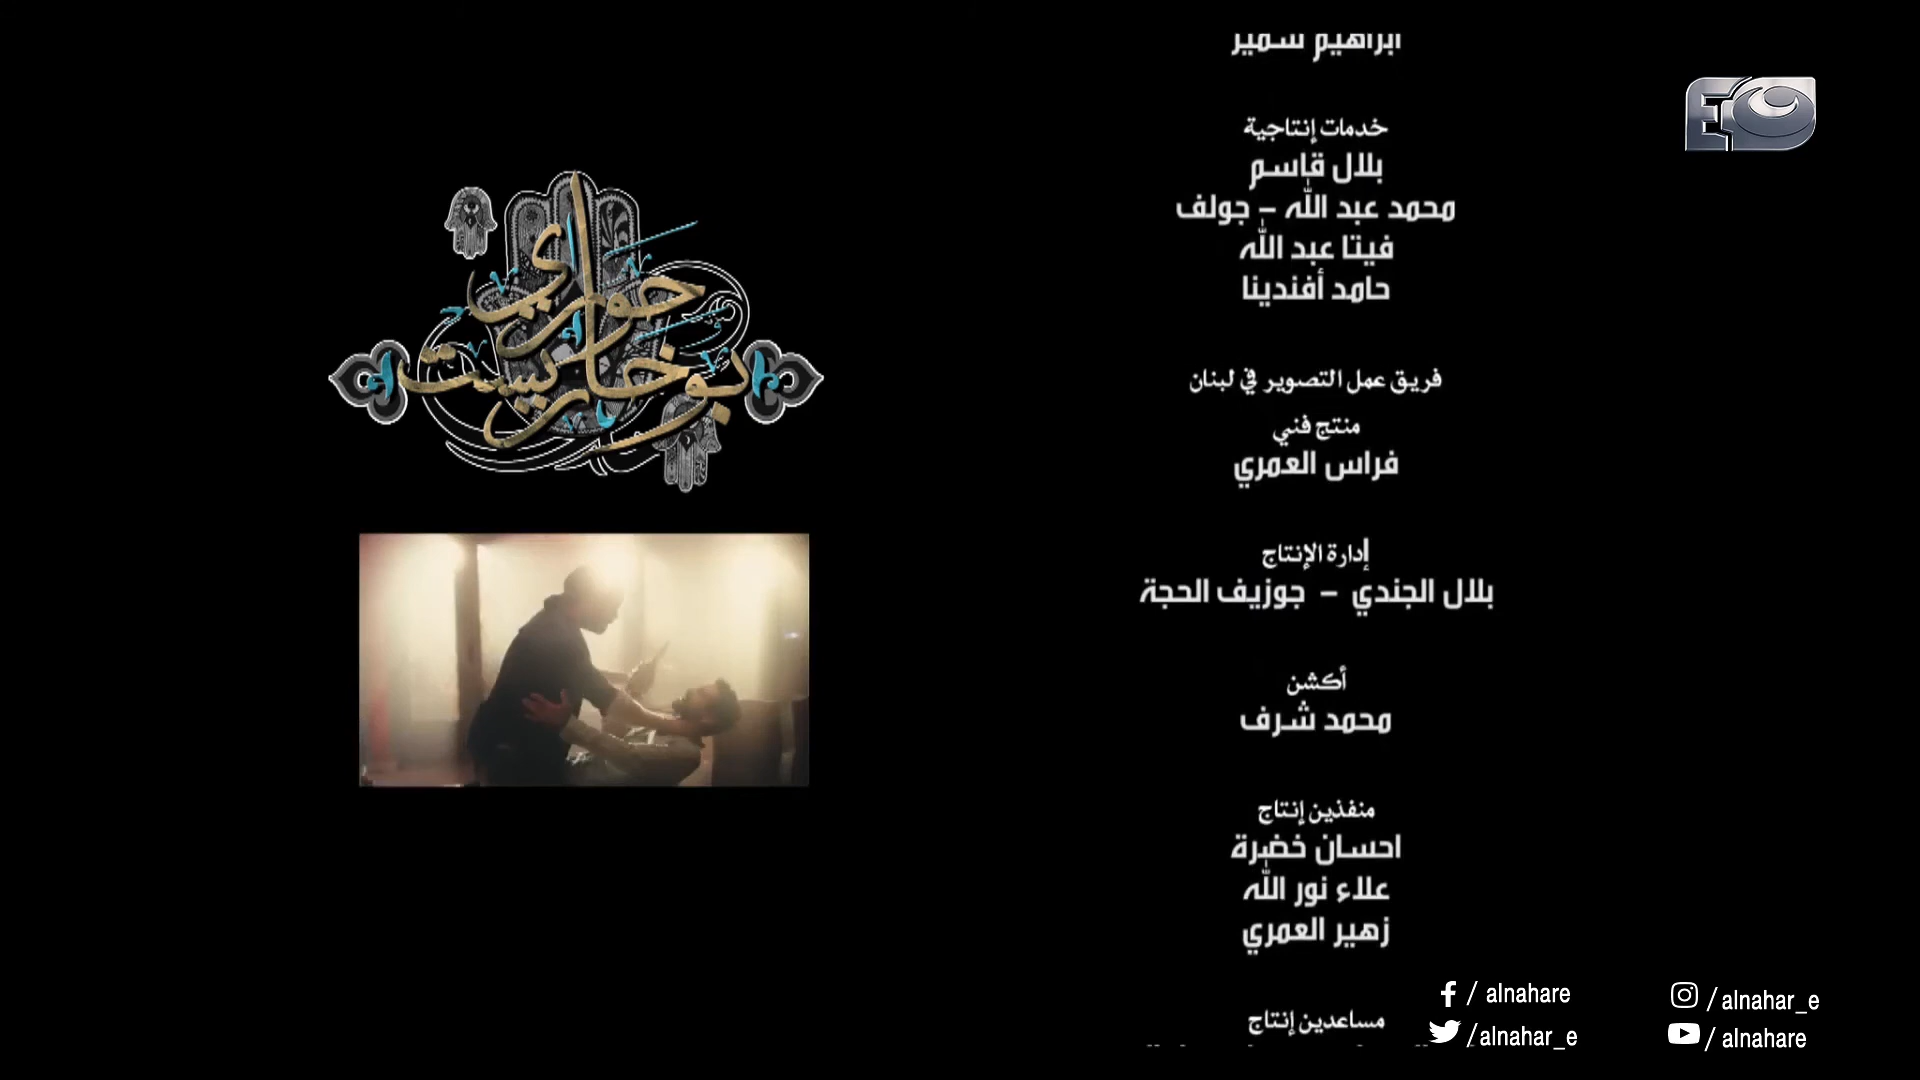 حواري
بوخارست
ابراهيم سمير
خدمات إنتاجية
بلال قاسم
محمد عبد الله – جولف
فيتا عبد الله
حامد أفندينا
فريق عمل التصوير في لبنان
منتج فني
فراس العمري
إدارة الإنتاج
بلال الجندي – جوزيف الحجة
أكشن
محمد شرف
منفذين إنتاج
احسان خضرة
علاء نور الله
زهير العمري
مساعدين إنتاج
/ alnahare
/alnahar_e
/alnahar_e
/ alnahare